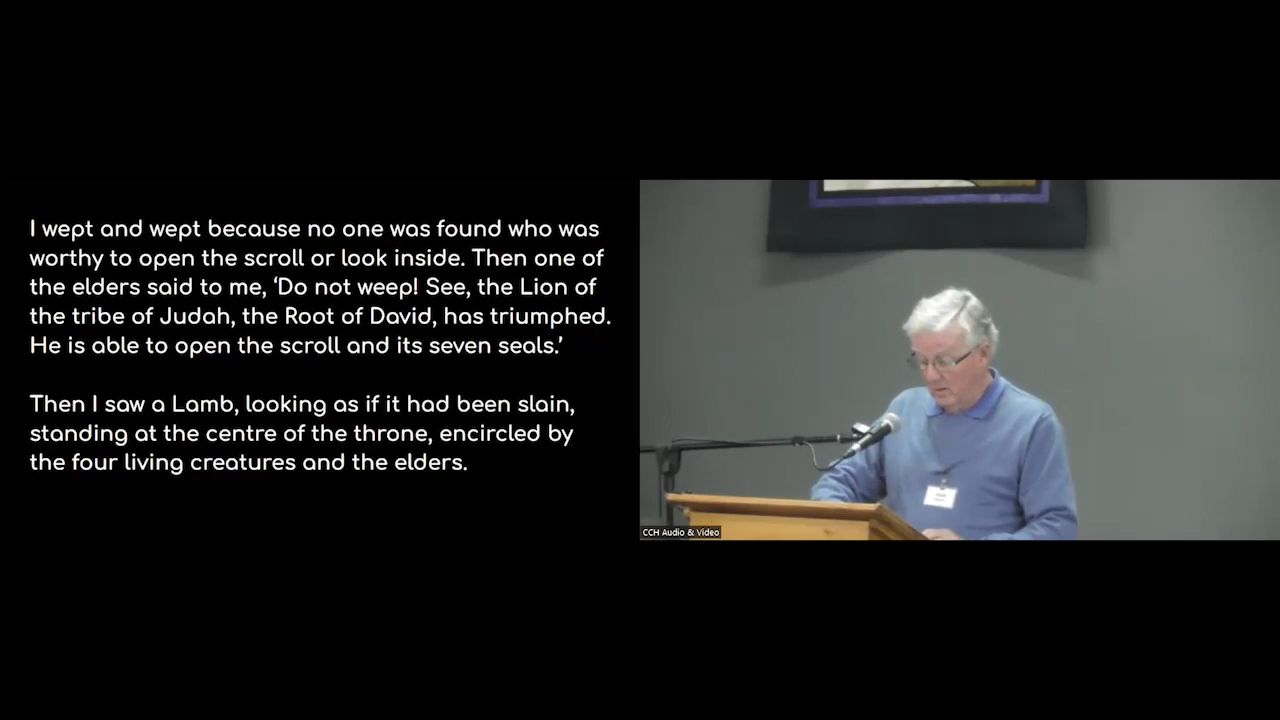 I wept and wept because no one was found who was
worthy to open the scroll or look inside. Then one of
the elders said to me, ‘Do not weep! See, the Lion of
the tribe of Judah, the Root of David, has triumphed.
He is able to open the scroll and its seven seals.’
Then I saw a Lamb, looking as if it had been slain,
standing at the centre of the throne, encircled by
the four living creatures and the elders.
CCH Audio & Video